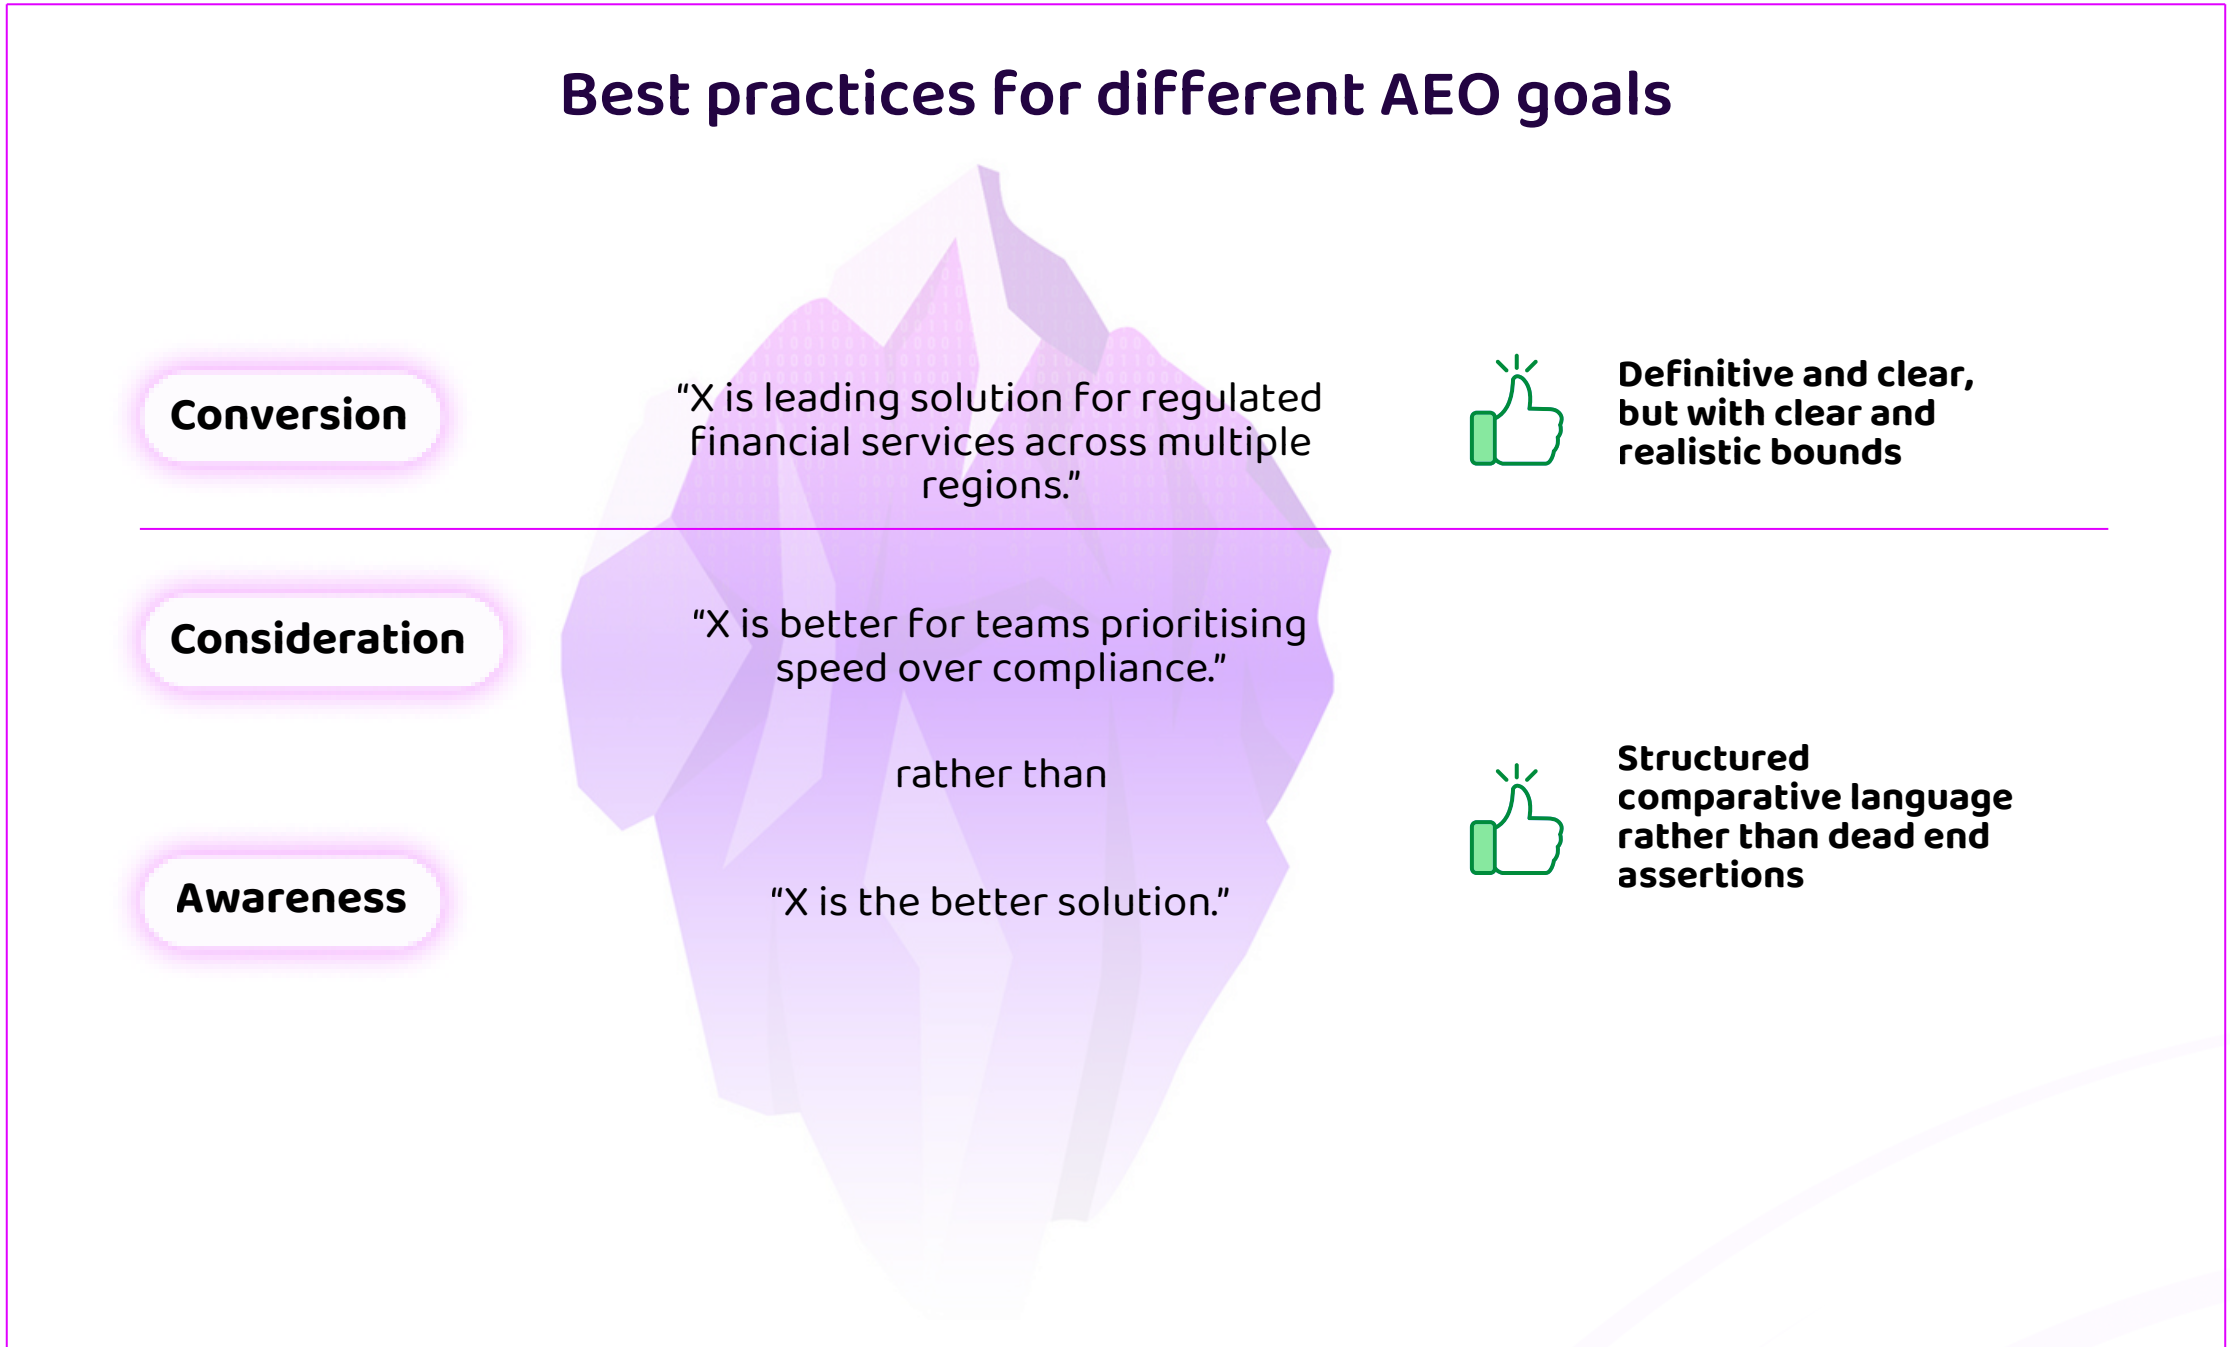 Best practices for different AEO goals
Conversion
“X is leading solution for regulated
financial services across multiple
regions.”
Definitive and clear,
but with clear and
realistic bounds
Consideration
“X is better for teams prioritising
speed over compliance.”
rather than
Awareness
“X is the better solution.”
Structured
comparative language
rather than dead end
assertions